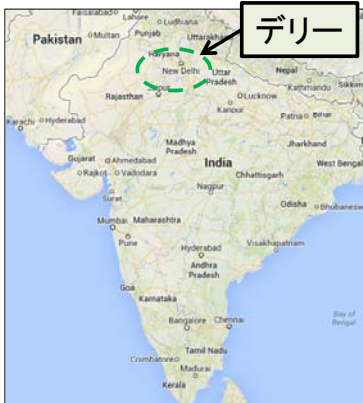 Faisalabad
Lahore
Ludhiana
デリー
Pakistan
Multan
Punjab
Uttarakhand
Haryana
New Delhi
Uttar
Pradesh
Nepal
Kathmandu
Sikkim
Rajasthan
Lucknow
Kanpur
Patna
Bihar
Karachi
Hyderabad
Madhya
Pradesh
Jharkhand
Gujarat
Ahmedabad
India
West Bengal
Rajkot
Vadodara
Chhattisgarh
Surat
Nagpur
Odisha
Bhubanesw
Mumbai
Maharashtra
Pune
Hyderabad
Visakhapatnam
Andhra
Pradesh
Goa
Karnataka
Bay of
Bengal
Bangalore
Chennai
Tamil Nadu
Coimbatore
Madurai
Kerala